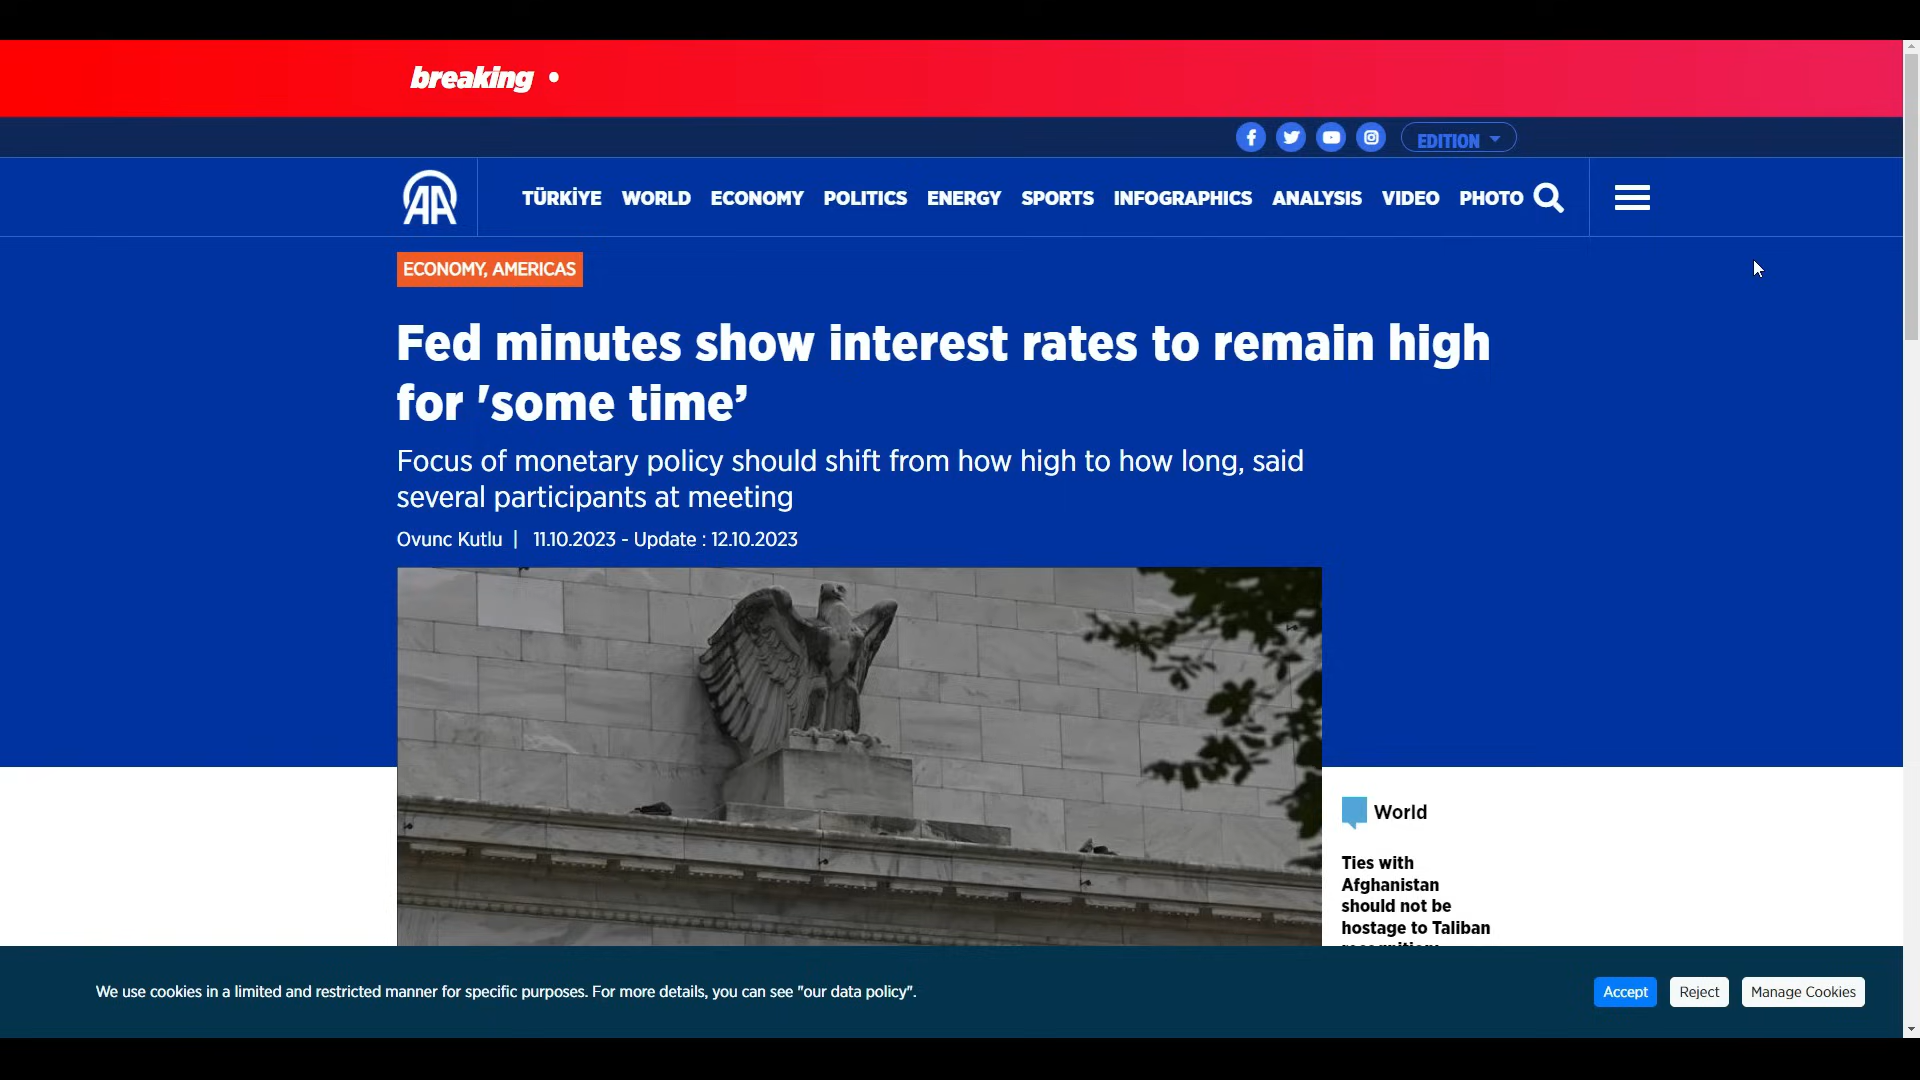 breaking •
EDITION
AA
TÜRKİYE WORLD ECONOMY POLITICS ENERGY SPORTS INFOGRAPHICS ANALYSIS VIDEO PHOTO
ECONOMY, AMERICAS
Fed minutes show interest rates to remain high
for 'some time’
Focus of monetary policy should shift from how high to how long, said
several participants at meeting
Ovunc Kutlu | 11.10.2023 - Update : 12.10.2023
World
Ties with
Afghanistan
should not be
hostage to Taliban
We use cookies in a limited and restricted manner for specific purposes. For more details, you can see "our data policy".
Accept Reject Manage Cookies